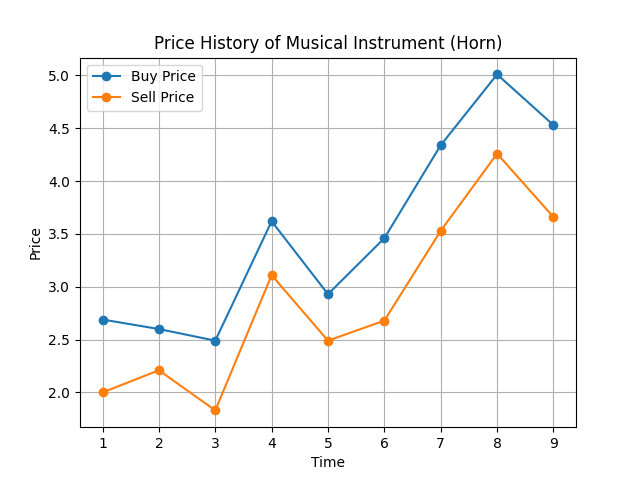 Price History of Musical Instrument (Horn)
Buy Price
Sell Price
Price
5.0
4.5
4.0
3.5
3.0
2.5
2.0
1 2 3 4 5 6 7 8 9
Time